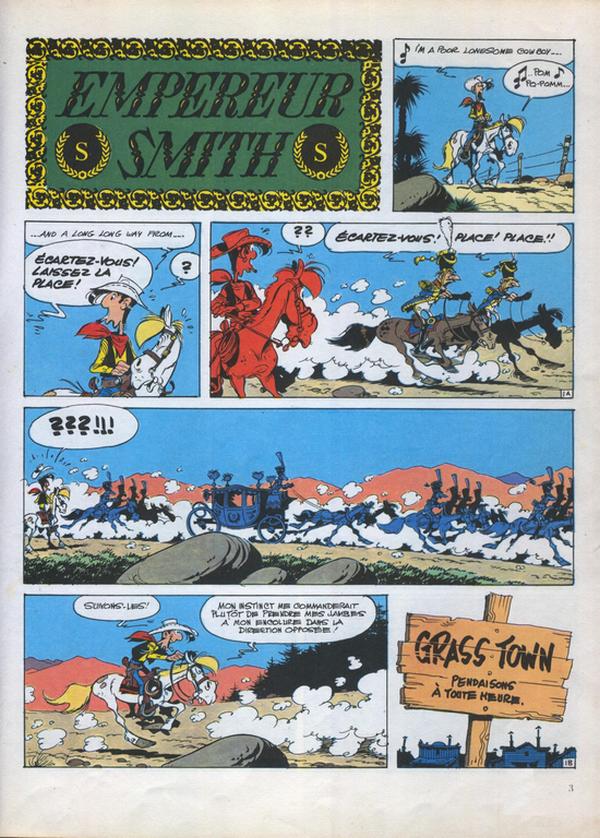 EMPEREUR
S SMITH S
♪ I'M A POOR LONESOME COWBOY....
♫..POM ♪
PO-POMM...
...AND A LONG LONG WAY FROM....
ÉCARTEZ-VOUS!
LAISSEZ LA
PLACE!
?
??
ÉCARTEZ-VOUS! PLACE! PLACE!!
1A
???!!!
SUIVONS-LES!
MON INSTINCT ME COMMANDERAIT
PLUTÔT DE PRENDRE MES JAMBES
À MON ENCOLURE DANS LA
DIRECTION OPPOSÉE!
GRASS TOWN
PENDAISONS
À TOUTE HEURE.
1B
3